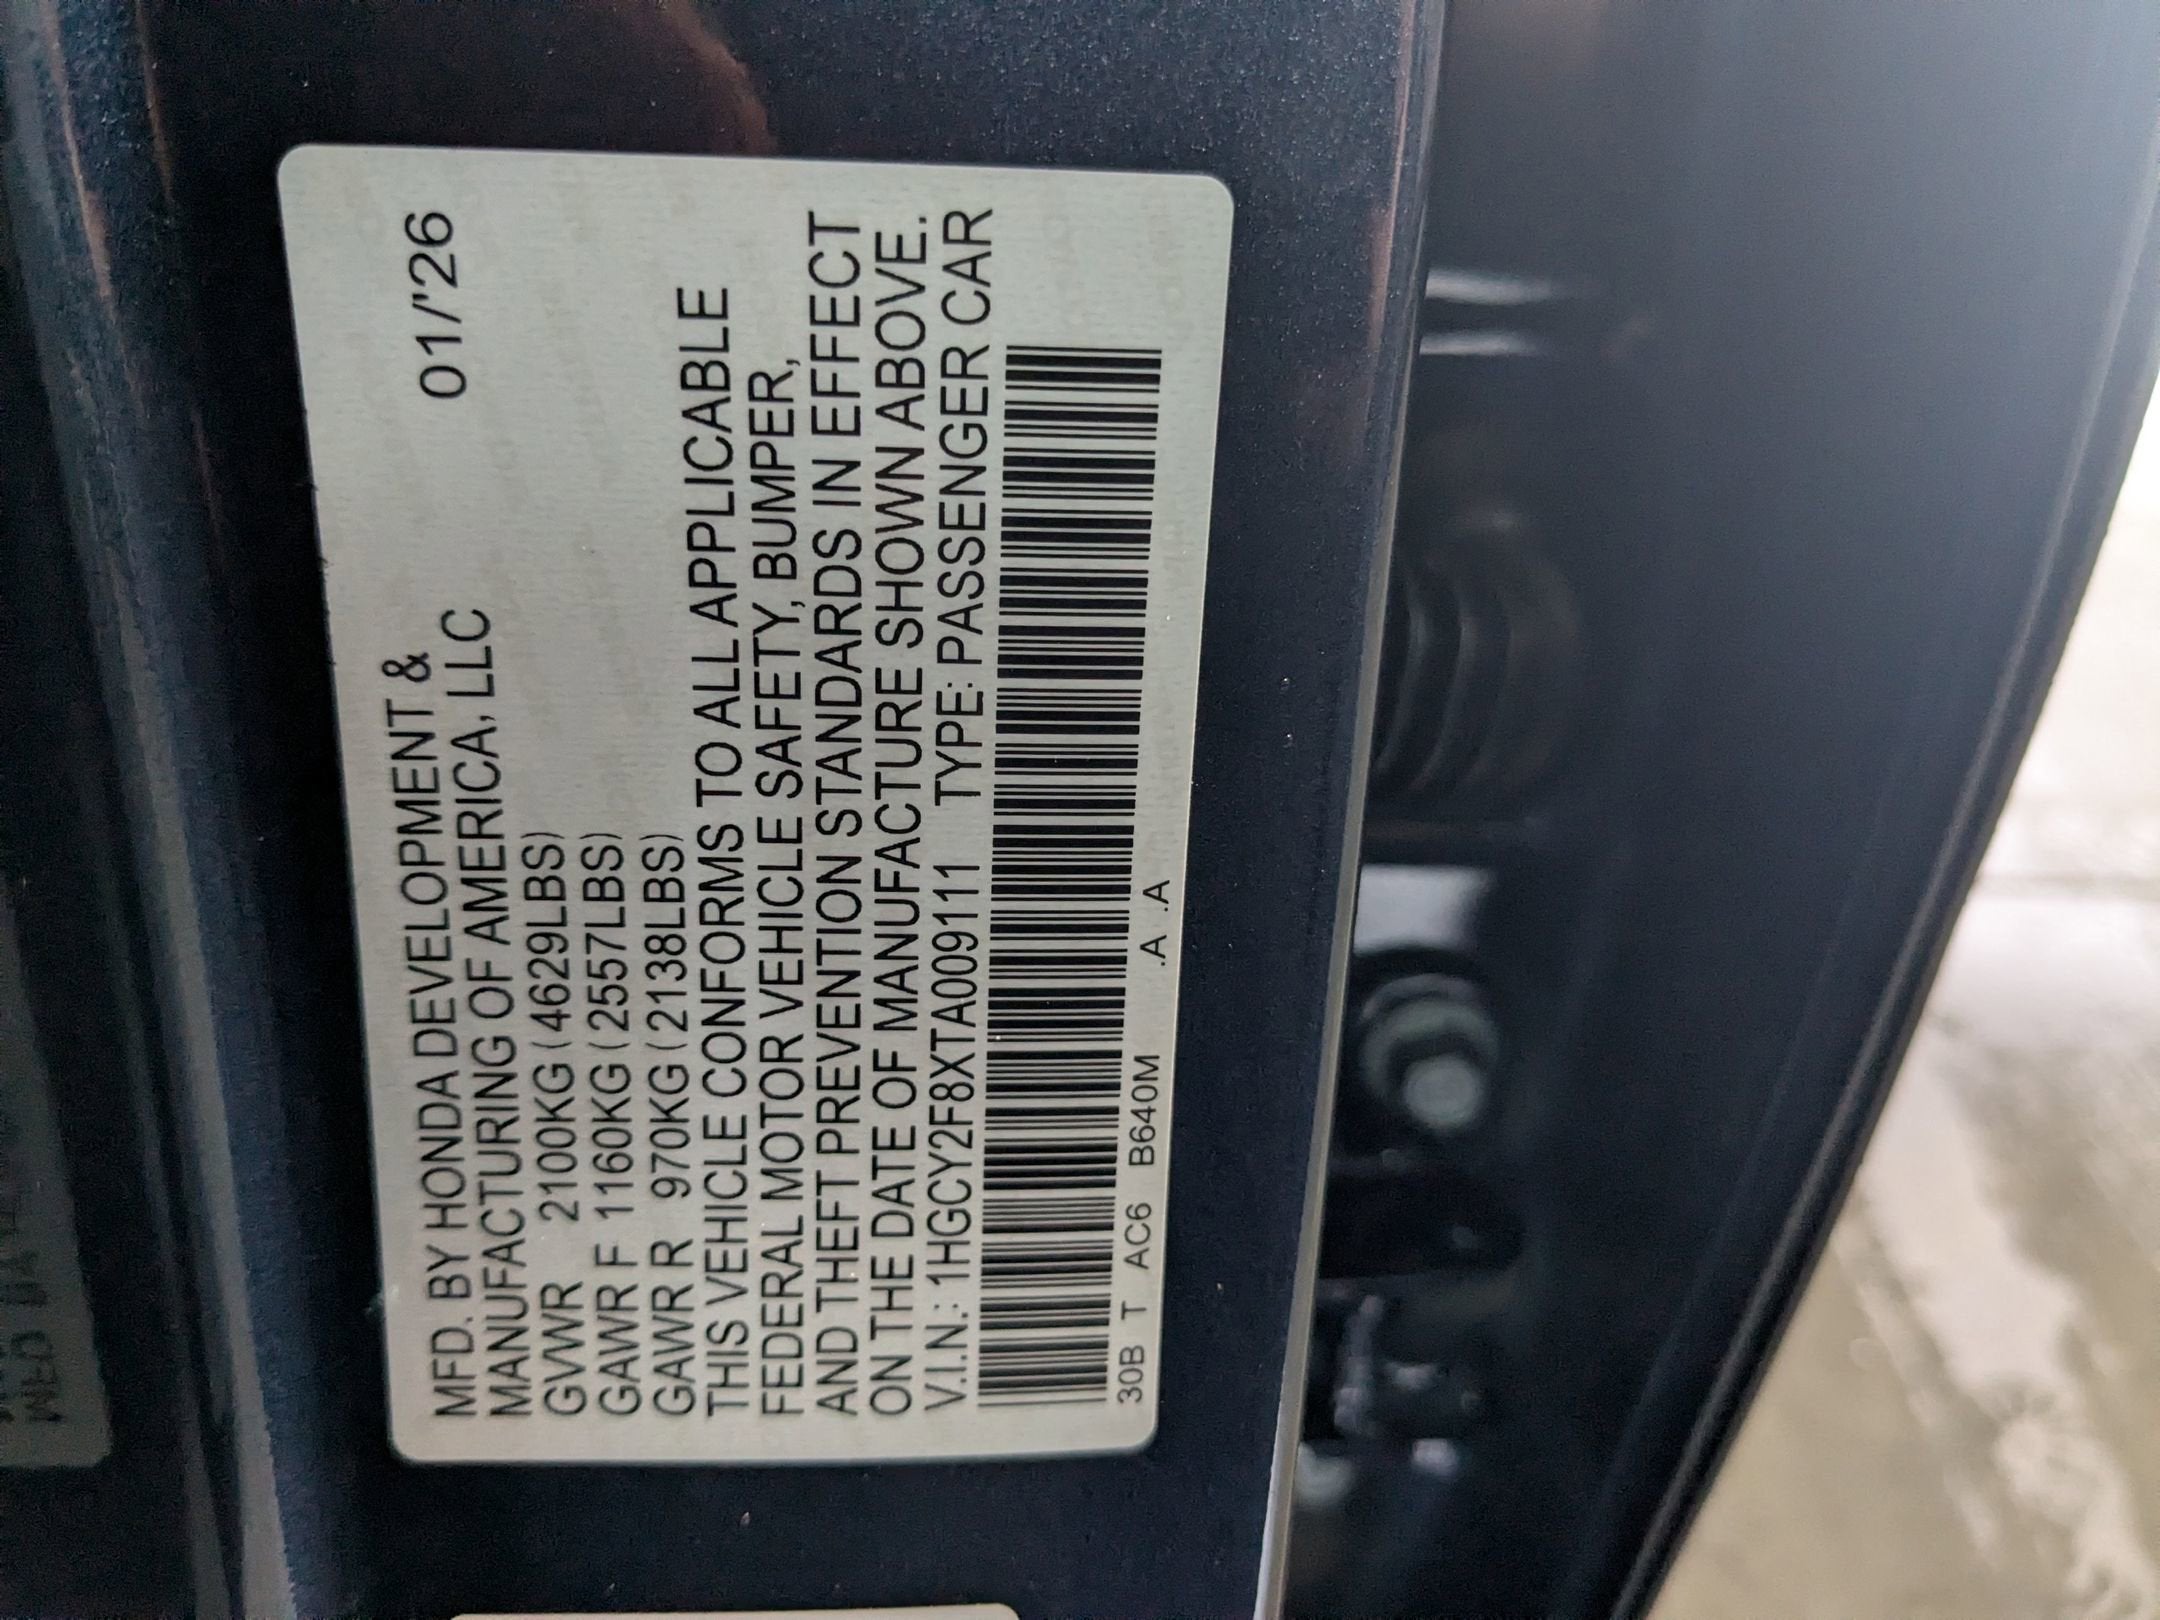 MFD. BY HONDA DEVELOPMENT & 01/'26
MANUFACTURING OF AMERICA, LLC
GVWR 2100KG (4629LBS)
GAWR F 1160KG (2557LBS)
GAWR R 970KG (2138LBS)
THIS VEHICLE CONFORMS TO ALL APPLICABLE
FEDERAL MOTOR VEHICLE SAFETY, BUMPER,
AND THEFT PREVENTION STANDARDS IN EFFECT
ON THE DATE OF MANUFACTURE SHOWN ABOVE.
V.I.N.: 1HGCY2F8XTA009111 TYPE: PASSENGER CAR
30B T AC6 B640M .A .A